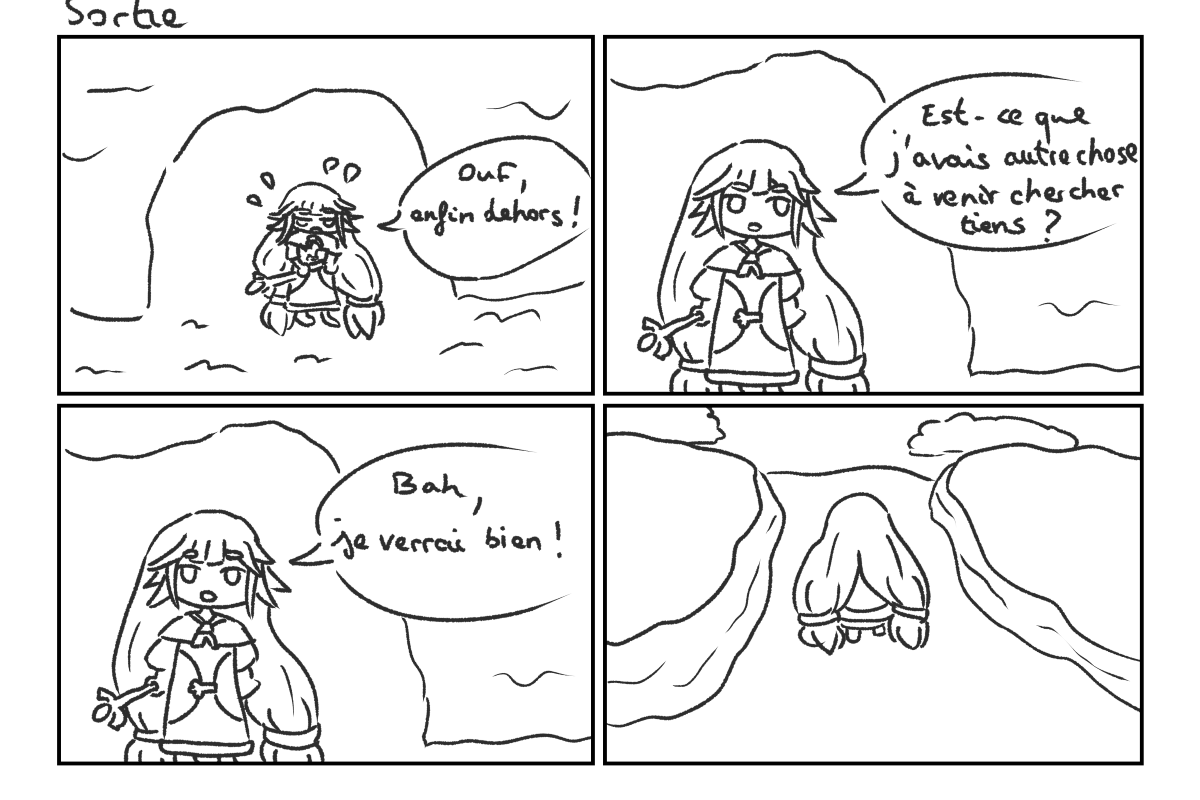 Sortie
Ouf,
enfin dehors !
Est-ce que
j'avais autre chose
à venir chercher
tiens ?
Bah,
je verrai bien !